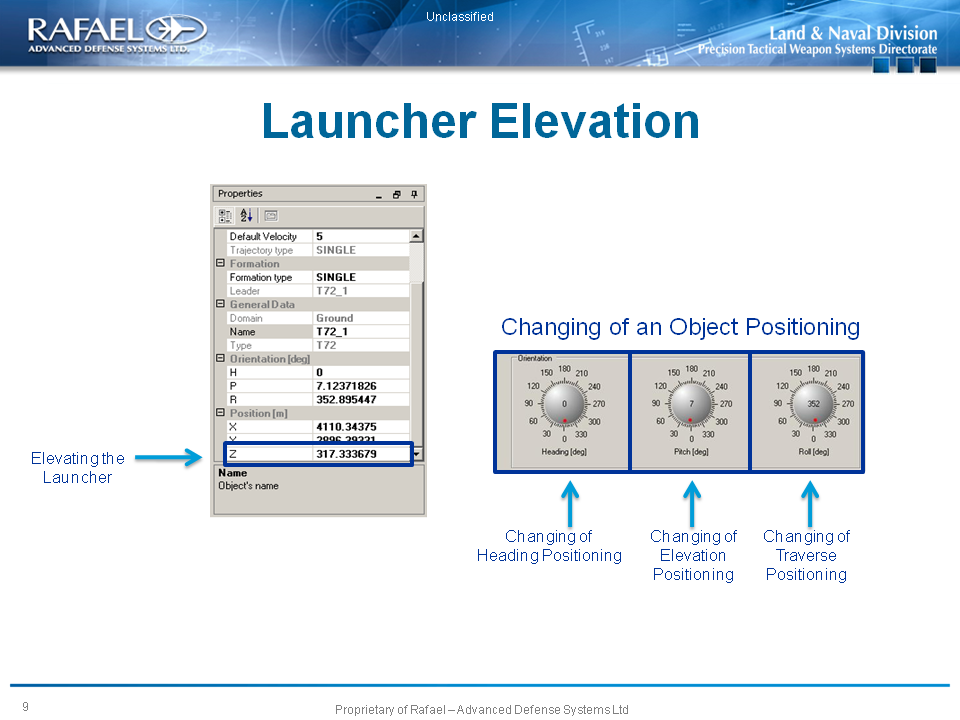 Unclassified
RAFAEL
ADVANCED DEFENSE SYSTEMS LTD.
Land & Naval Division
Precision Tactical Weapon Systems Directorate
Launcher Elevation
Properties
Default Velocity 5
Trajectory type SINGLE
Formation
Formation type SINGLE
Leader T72_1
General Data
Domain Ground
Name T72_1
Type T72
Orientation [deg]
H 0
P 7.12371826
R 352.895447
Position [m]
X 4110.34375
Y 2896.39331
Z 317.333679
Name
Object's name
Elevating the
Launcher
Changing of an Object Positioning
Orientation
150 180 210
120 240
90 0 270
60 300
30 0 330
Heading [deg]
150 180 210
120 240
90 7 270
60 300
30 0 330
Pitch [deg]
150 180 210
120 240
90 352 270
60 300
30 0 330
Roll [deg]
Changing of
Heading Positioning
Changing of
Elevation
Positioning
Changing of
Traverse
Positioning
9
Proprietary of Rafael – Advanced Defense Systems Ltd